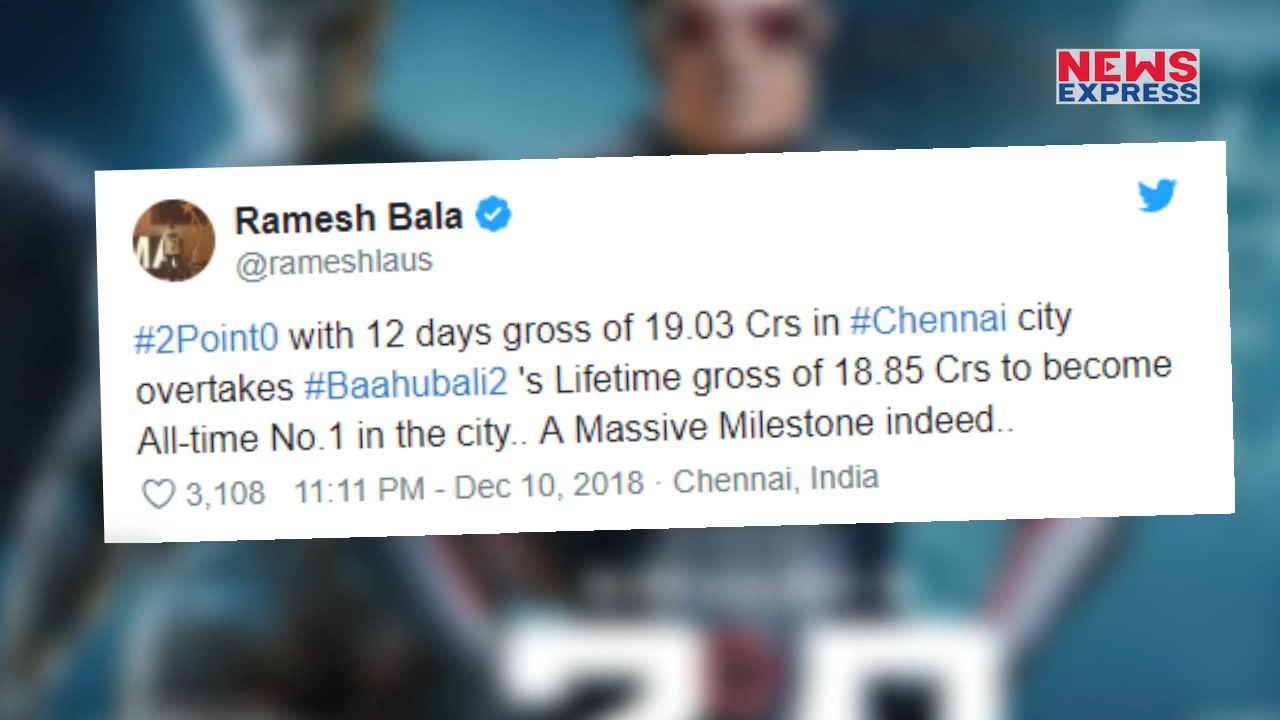 NEWS
EXPRESS
Ramesh Bala
@rameshlaus
#2Point0 with 12 days gross of 19.03 Crs in #Chennai city
overtakes #Baahubali2 's Lifetime gross of 18.85 Crs to become
All-time No.1 in the city.. A Massive Milestone indeed..
3,108 11:11 PM - Dec 10, 2018 · Chennai, India